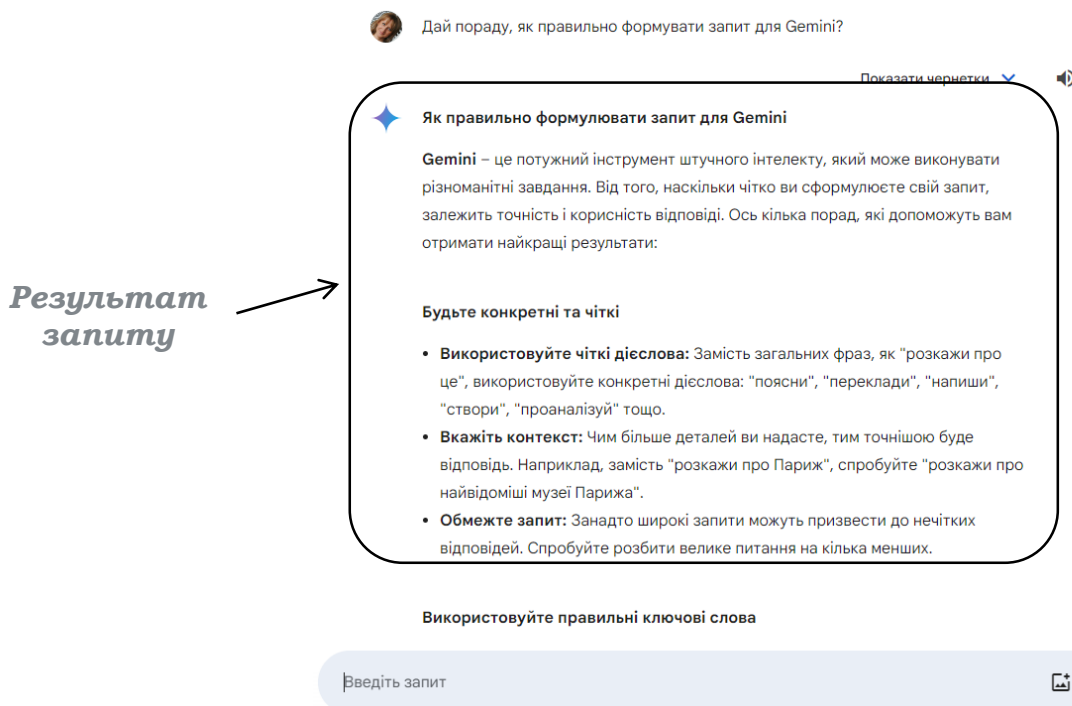 Дай пораду, як правильно формувати запит для Gemini?
Показати чернетки
Як правильно формулювати запит для Gemini
Gemini – це потужний інструмент штучного інтелекту, який може виконувати
різноманітні завдання. Від того, наскільки чітко ви сформулюєте свій запит,
залежить точність і корисність відповіді. Ось кілька порад, які допоможуть вам
отримати найкращі результати:
Результат
запиту
Будьте конкретні та чіткі
• Використовуйте чіткі дієслова: Замість загальних фраз, як "розкажи про
це", використовуйте конкретні дієслова: "поясни", "переклади", "напиши",
"створи", "проаналізуй" тощо.
• Вкажіть контекст: Чим більше деталей ви надасте, тим точнішою буде
відповідь. Наприклад, замість "розкажи про Париж", спробуйте "розкажи про
найвідоміші музеї Парижа".
• Обмежте запит: Занадто широкі запити можуть призвести до нечітких
відповідей. Спробуйте розбити велике питання на кілька менших.
Використовуйте правильні ключові слова
Введіть запит